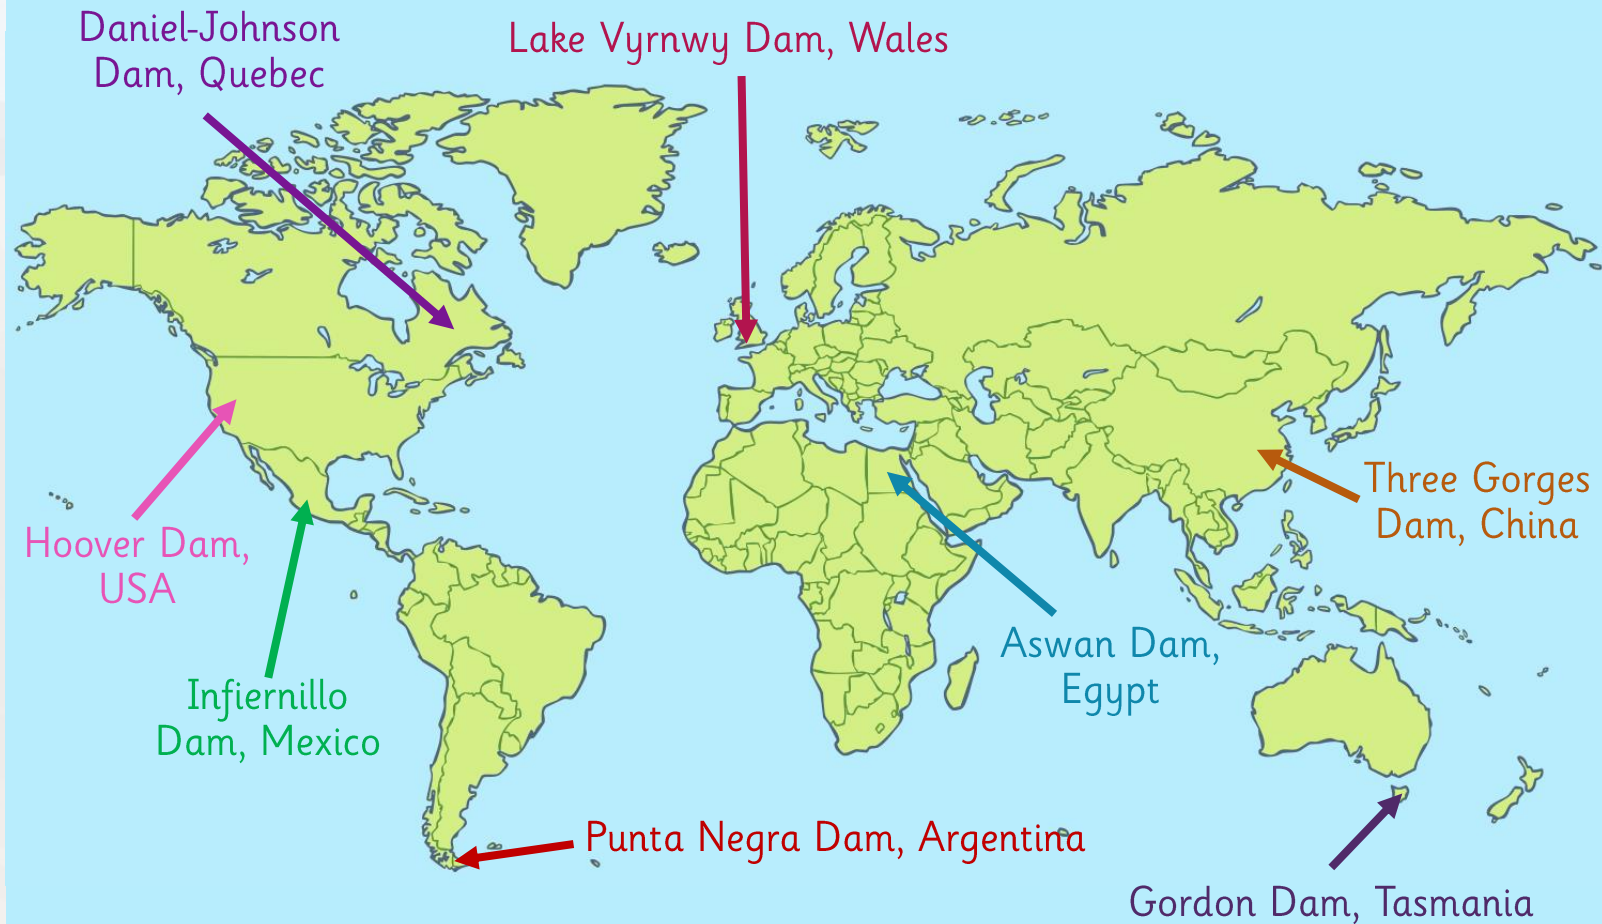 Daniel-Johnson
Dam, Quebec
Lake Vyrnwy Dam, Wales
Hoover Dam,
USA
Three Gorges
Dam, China
Infiernillo
Dam, Mexico
Aswan Dam,
Egypt
Punta Negra Dam, Argentina
Gordon Dam, Tasmania